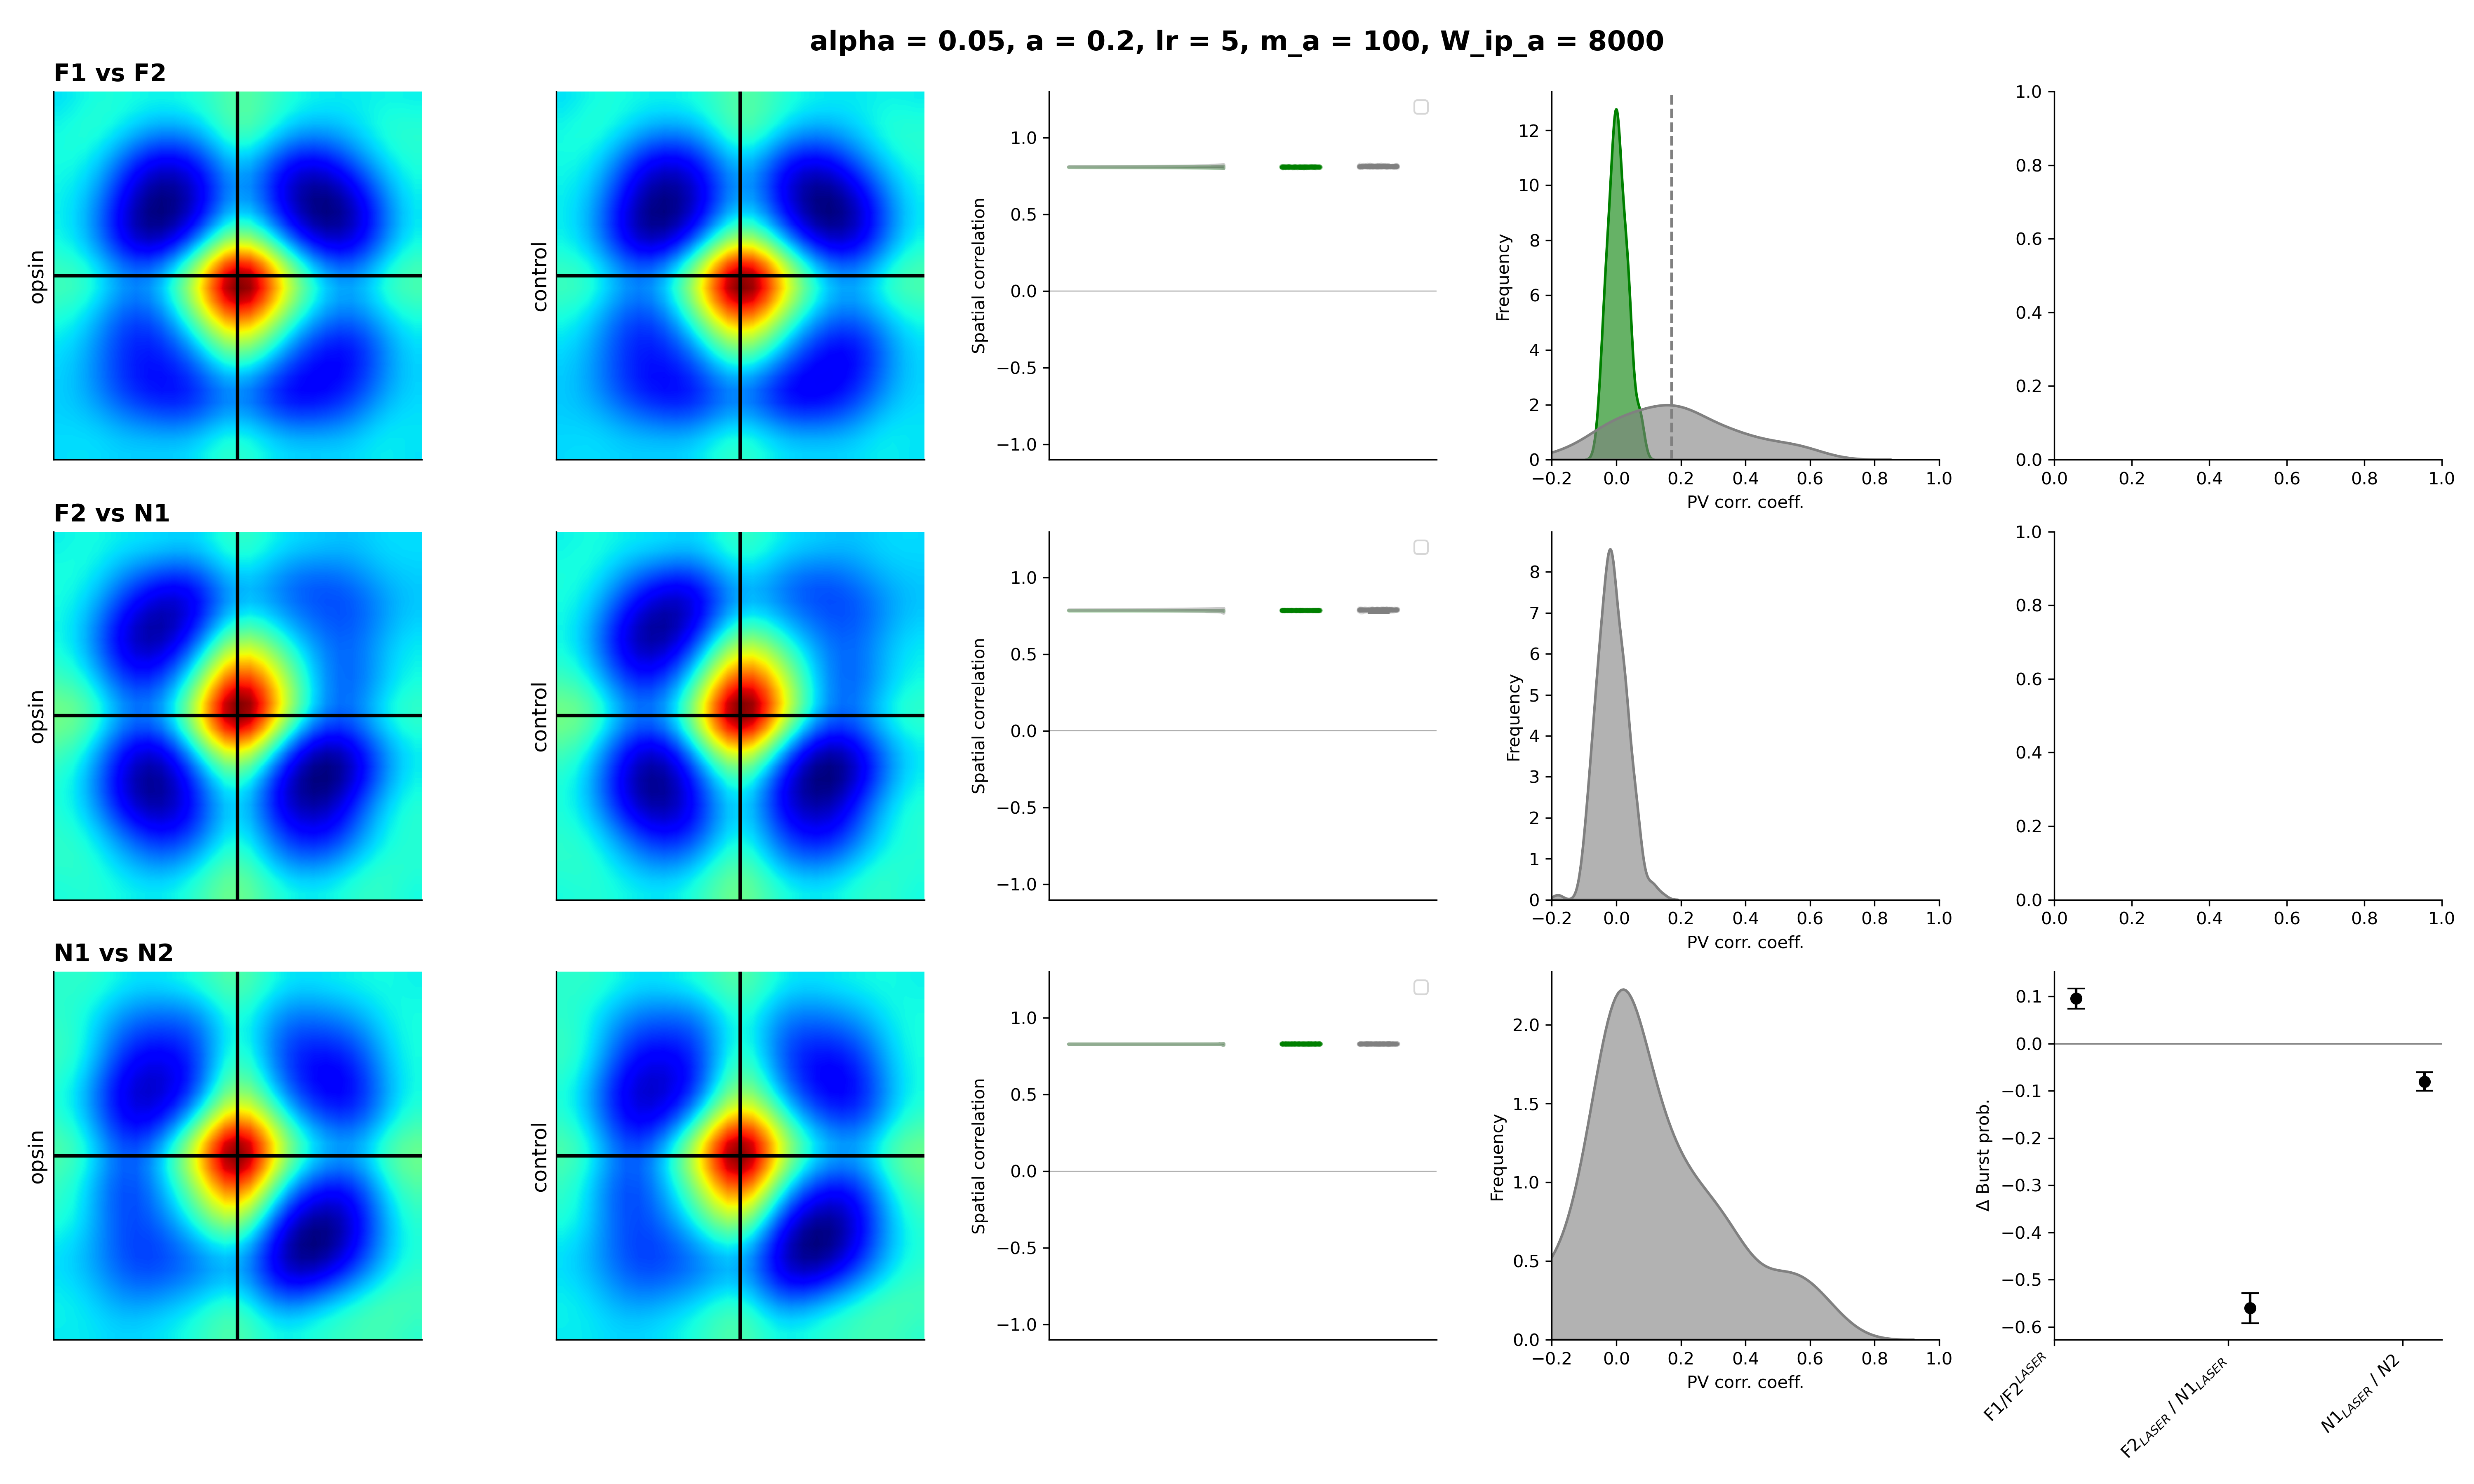 alpha = 0.05, a = 0.2, lr = 5, m_a = 100, W_ip_a = 8000
F1 vs F2
opsin
control
Spatial correlation
1.0
0.5
0.0
−0.5
−1.0
Frequency
12
10
8
6
4
2
0
−0.2 0.0 0.2 0.4 0.6 0.8 1.0
PV corr. coeff.
1.0
0.8
0.6
0.4
0.2
0.0
0.0 0.2 0.4 0.6 0.8 1.0
F2 vs N1
opsin
control
Spatial correlation
1.0
0.5
0.0
−0.5
−1.0
Frequency
8
7
6
5
4
3
2
1
0
−0.2 0.0 0.2 0.4 0.6 0.8 1.0
PV corr. coeff.
1.0
0.8
0.6
0.4
0.2
0.0
0.0 0.2 0.4 0.6 0.8 1.0
N1 vs N2
opsin
control
Spatial correlation
1.0
0.5
0.0
−0.5
−1.0
Frequency
2.0
1.5
1.0
0.5
0.0
−0.2 0.0 0.2 0.4 0.6 0.8 1.0
PV corr. coeff.
Δ Burst prob.
0.1
0.0
−0.1
−0.2
−0.3
−0.4
−0.5
−0.6
F1/F2^LASER
F2_LASER / N1_LASER
N1_LASER / N2